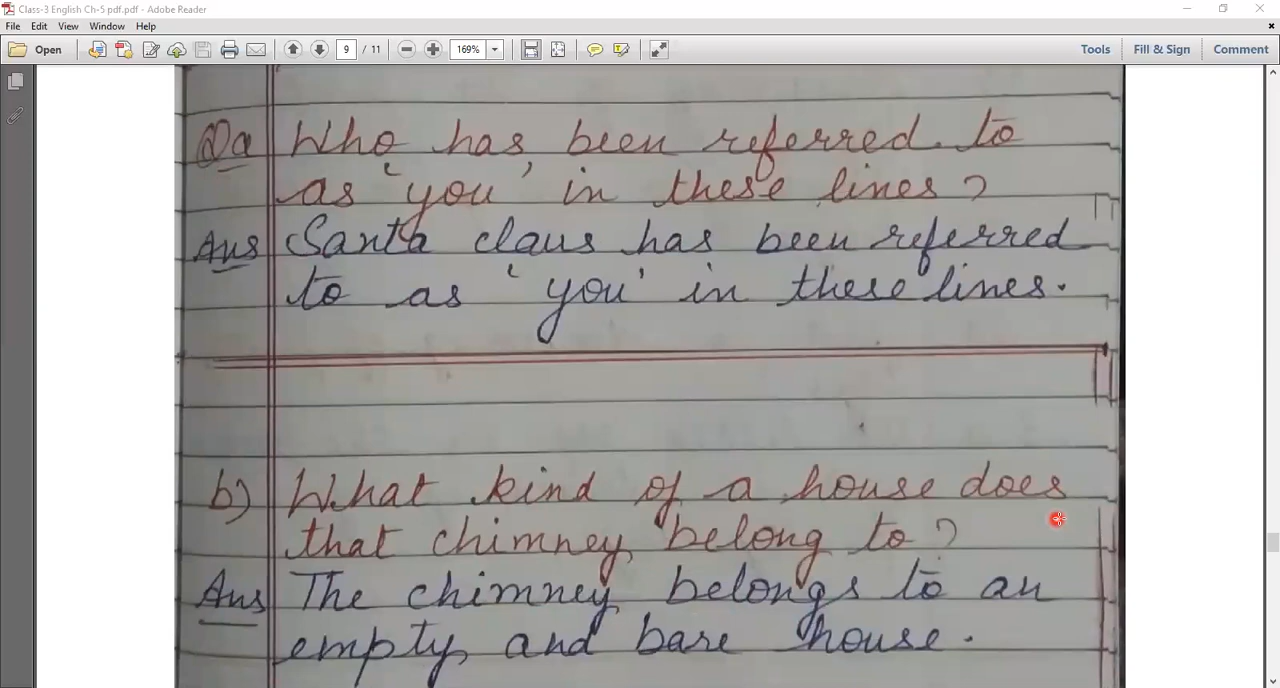 Class-3 English Ch-5 pdf.pdf - Adobe Reader
File Edit View Window Help
Open 9 / 11 169% Tools Fill & Sign Comment
Qa Who has been referred to
as 'you' in these lines?
Ans Santa claus has been referred
to as 'you' in these lines.
b) What kind of a house does
that chimney belong to?
Ans The chimney belongs to an
empty and bare house.